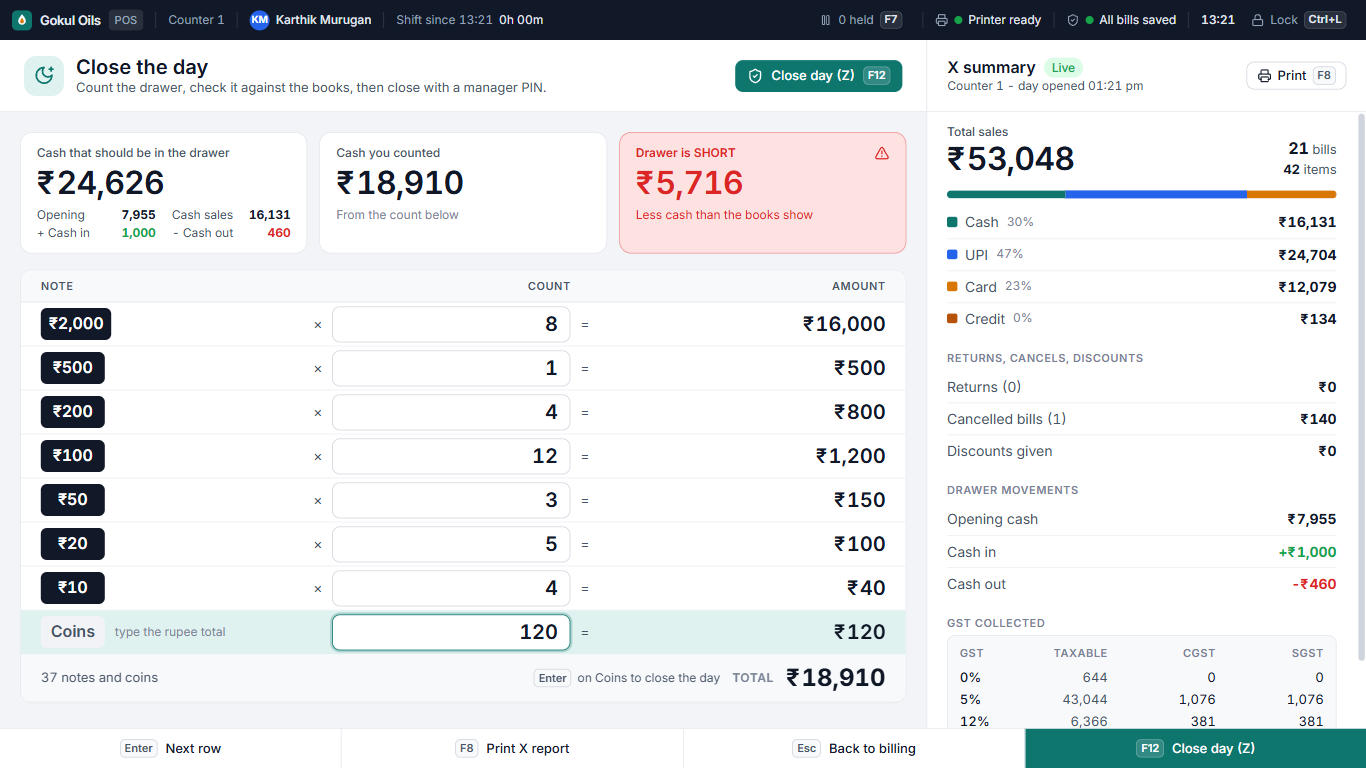 Gokul Oils POS Counter 1 KM Karthik Murugan Shift since 13:21 0h 00m 0 held F7 Printer ready All bills saved 13:21 Lock Ctrl+L
Close the day
Count the drawer, check it against the books, then close with a manager PIN.
Close day (Z) F12
Cash that should be in the drawer
₹24,626
Opening 7,955 Cash sales 16,131
+ Cash in 1,000 - Cash out 460
Cash you counted
₹18,910
From the count below
Drawer is SHORT
₹5,716
Less cash than the books show
NOTE COUNT AMOUNT
₹2,000 × 8 = ₹16,000
₹500 × 1 = ₹500
₹200 × 4 = ₹800
₹100 × 12 = ₹1,200
₹50 × 3 = ₹150
₹20 × 5 = ₹100
₹10 × 4 = ₹40
Coins type the rupee total 120 = ₹120
37 notes and coins Enter on Coins to close the day TOTAL ₹18,910
X summary Live
Counter 1 - day opened 01:21 pm
Print F8
Total sales
₹53,048
21 bills
42 items
Cash 30% ₹16,131
UPI 47% ₹24,704
Card 23% ₹12,079
Credit 0% ₹134
RETURNS, CANCELS, DISCOUNTS
Returns (0) ₹0
Cancelled bills (1) ₹140
Discounts given ₹0
DRAWER MOVEMENTS
Opening cash ₹7,955
Cash in +₹1,000
Cash out -₹460
GST COLLECTED
GST TAXABLE CGST SGST
0% 644 0 0
5% 43,044 1,076 1,076
12% 6,366 381 381
Enter Next row F8 Print X report Esc Back to billing F12 Close day (Z)